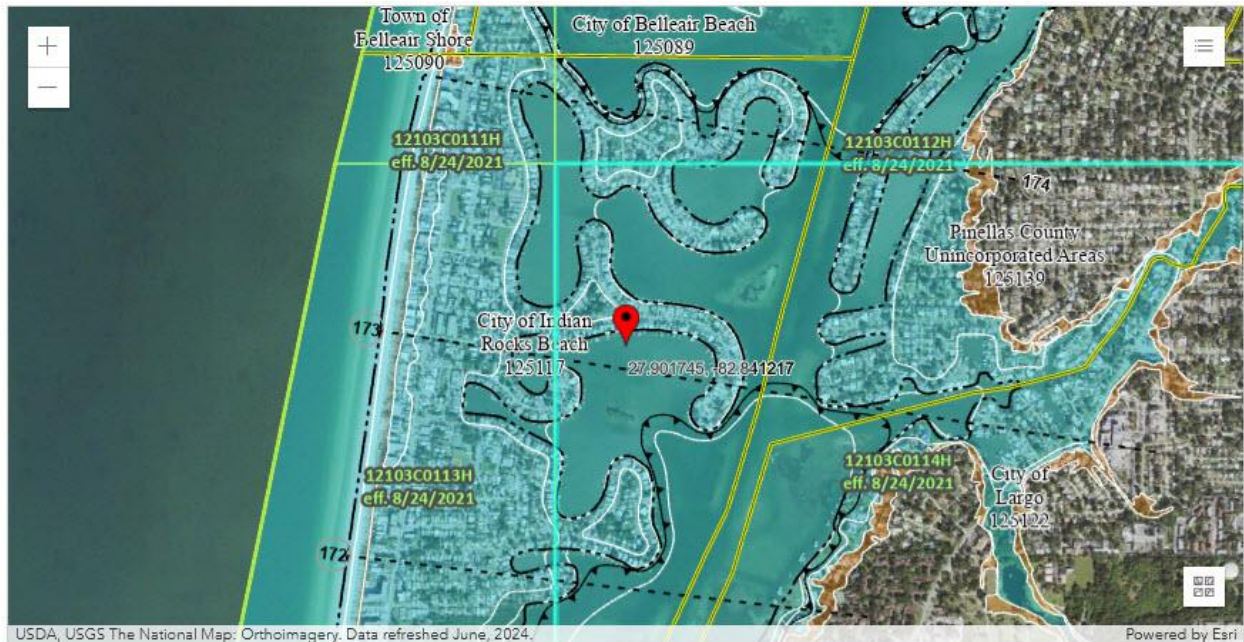 Town of
Belleair Shore
125090
City of Belleair Beach
125089
12103C0111H
eff. 8/24/2021
12103C0112H
eff. 8/24/2021
174
Pinellas County
Unincorporated Areas
125139
173
City of Indian
Rocks Beach
125117
27.901745, -82.841217
12103C0113H
eff. 8/24/2021
12103C0114H
eff. 8/24/2021
City of
Largo
125122
172
USDA, USGS The National Map: Orthoimagery. Data refreshed June, 2024.
Powered by Esri